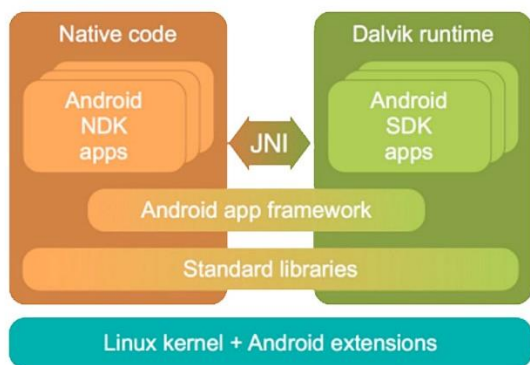 Native code
Dalvik runtime
Android
NDK
apps
JNI
Android
SDK
apps
Android app framework
Standard libraries
Linux kernel + Android extensions